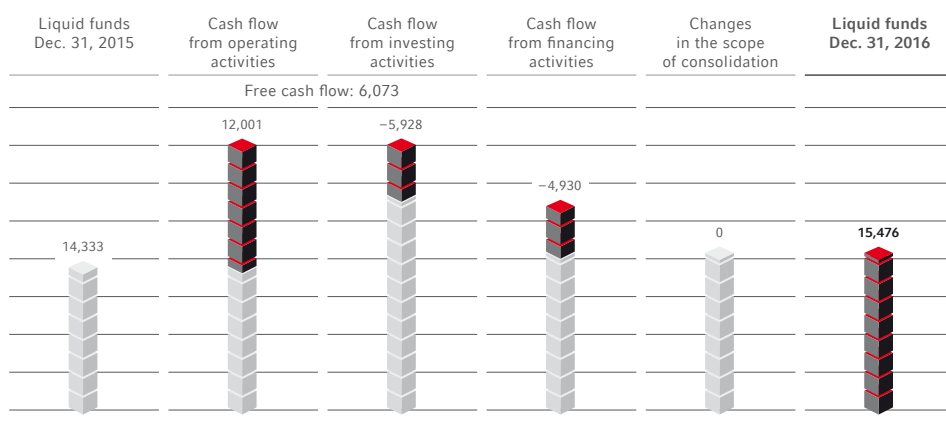 Liquid funds
Dec. 31, 2015
Cash flow
from operating
activities
Cash flow
from investing
activities
Cash flow
from financing
activities
Changes
in the scope
of consolidation
Liquid funds
Dec. 31, 2016
Free cash flow: 6,073
12,001
−5,928
−4,930
0
15,476
14,333